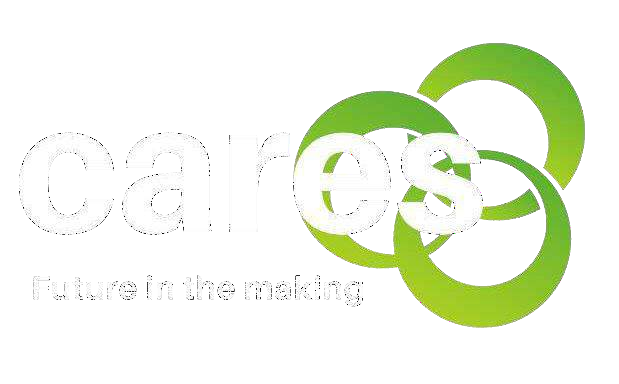 cares
Future in the making